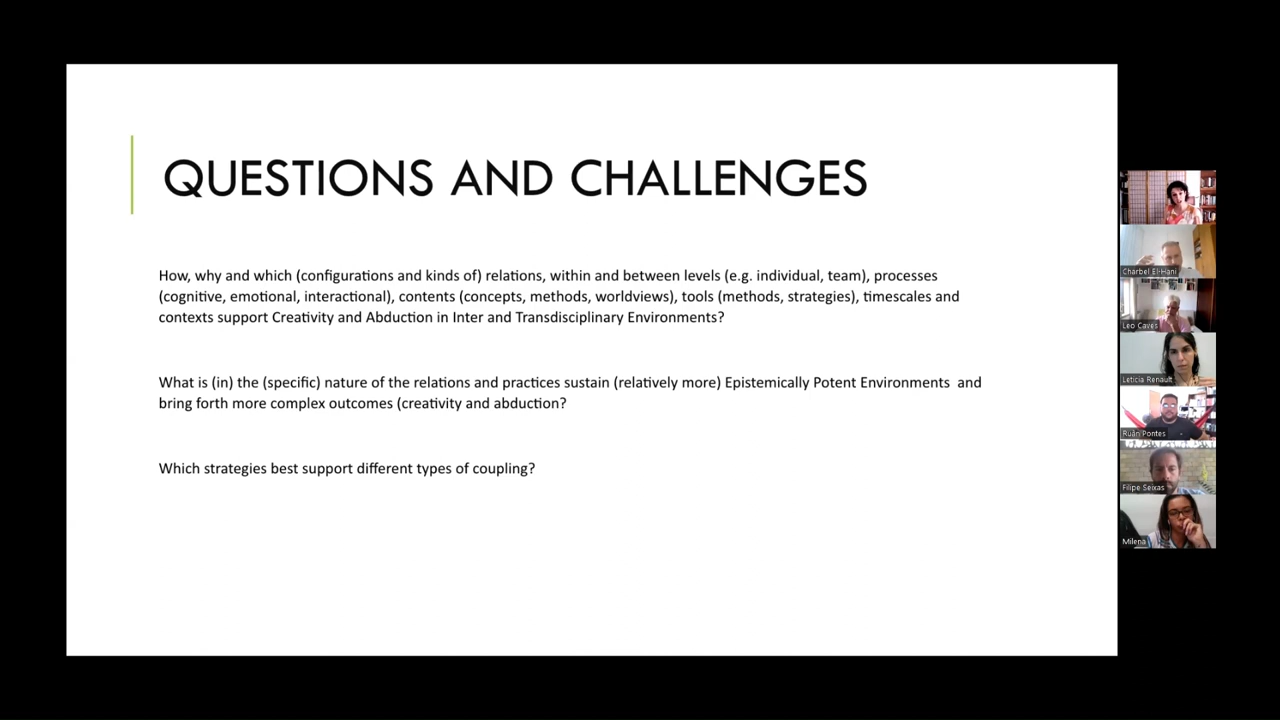 QUESTIONS AND CHALLENGES
How, why and which (configurations and kinds of) relations, within and between levels (e.g. individual, team), processes
(cognitive, emotional, interactional), contents (concepts, methods, worldviews), tools (methods, strategies), timescales and
contexts support Creativity and Abduction in Inter and Transdisciplinary Environments?
What is (in) the (specific) nature of the relations and practices sustain (relatively more) Epistemically Potent Environments and
bring forth more complex outcomes (creativity and abduction?
Which strategies best support different types of coupling?
Charbel El-Hani
Leo Caves
Leticia Renault
Ruân Pontes
Filipe Seixas
Milena